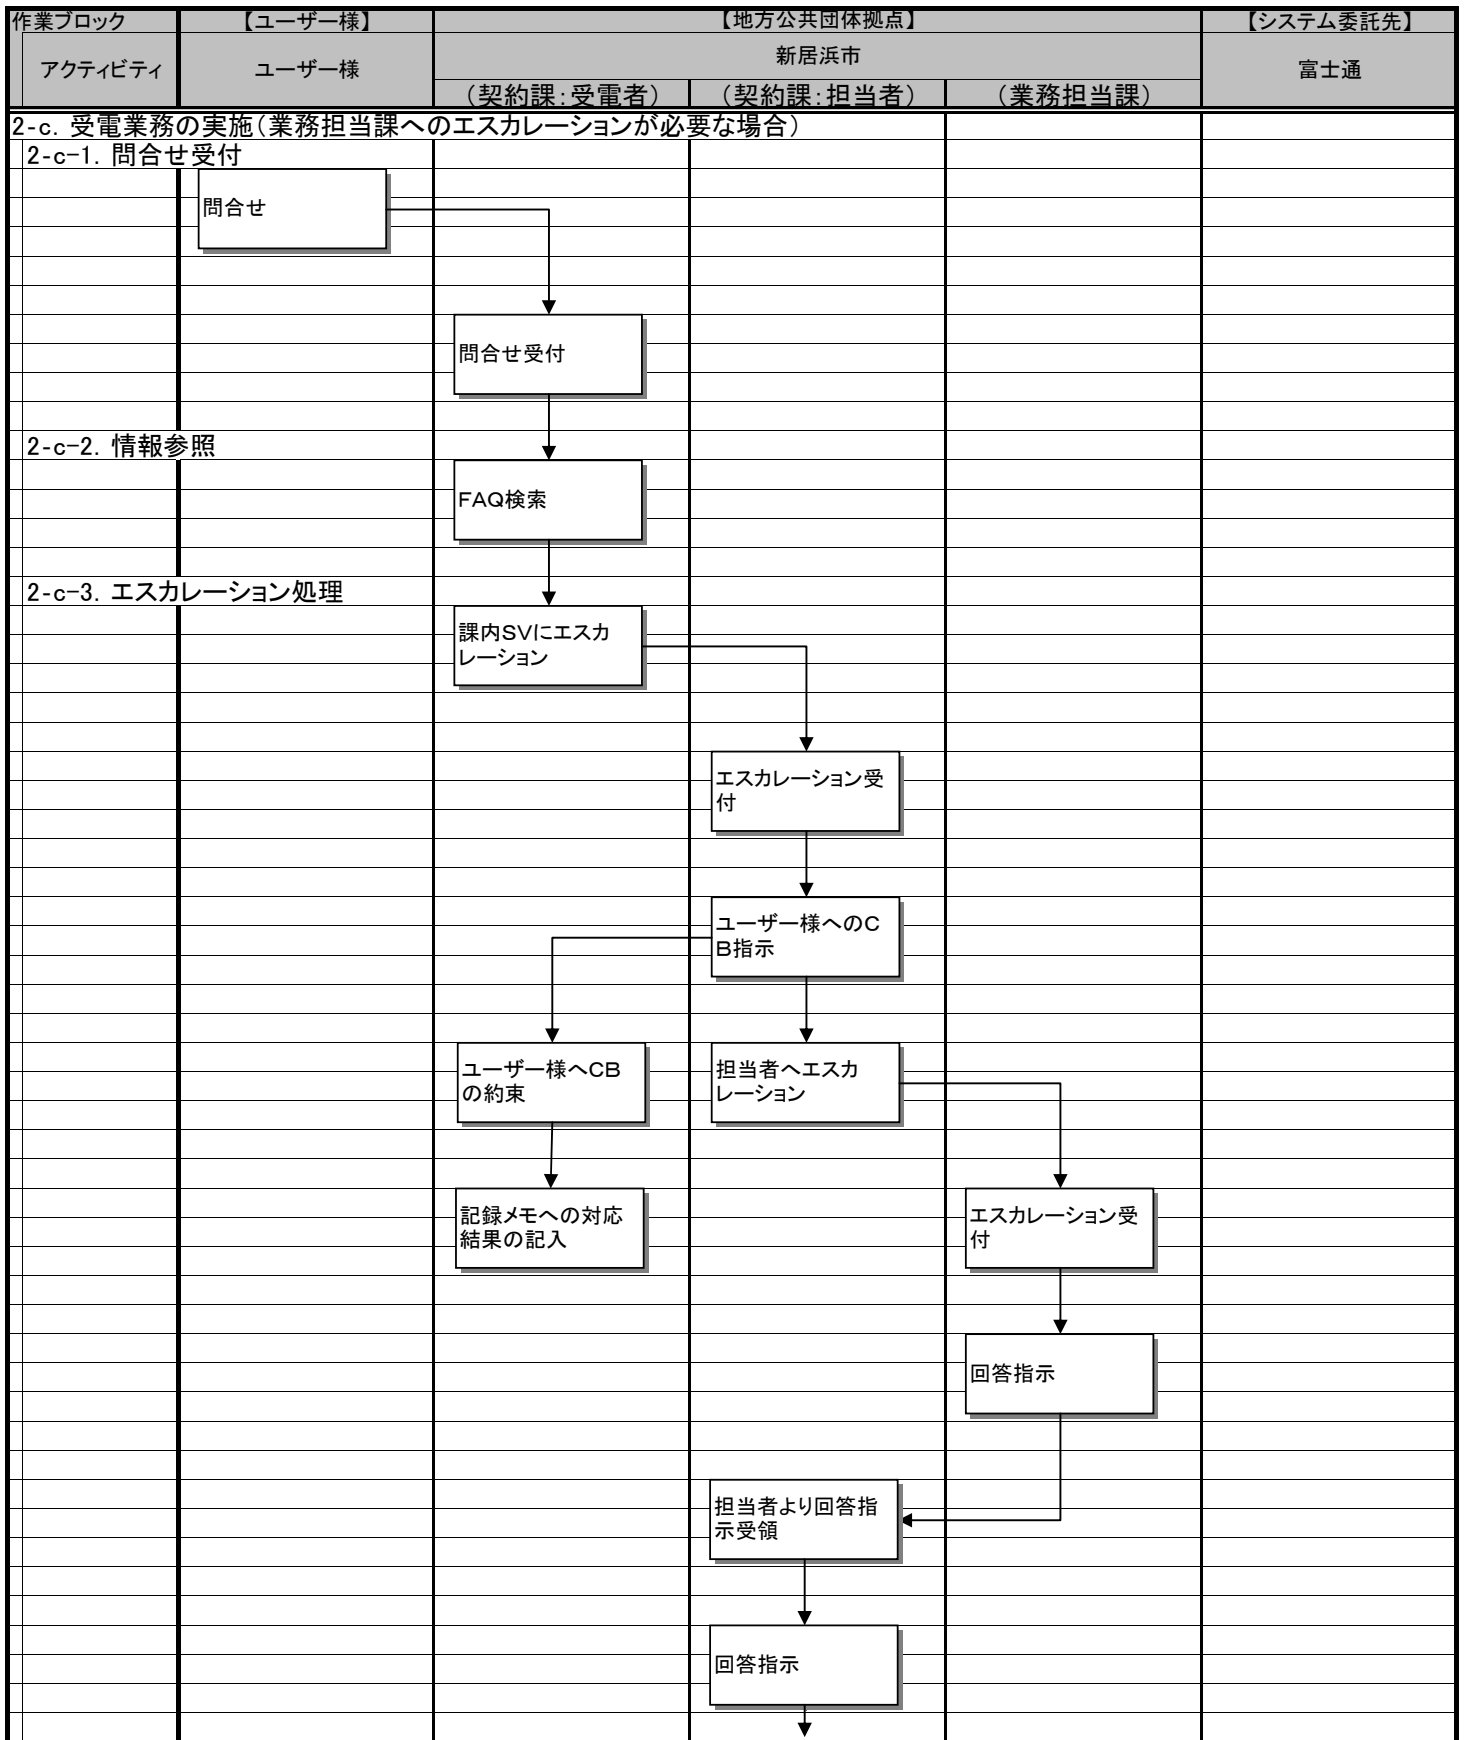 作業ブロック
【ユーザー様】
【地方公共団体拠点】
【システム委託先】
アクティビティ
ユーザー様
新居浜市
富士通
（契約課：受電者）
（契約課：担当者）
（業務担当課）
2-c. 受電業務の実施（業務担当課へのエスカレーションが必要な場合）
2-c-1. 問合せ受付
問合せ
問合せ受付
2-c-2. 情報参照
FAQ検索
2-c-3. エスカレーション処理
課内SVにエスカ
レーション
エスカレーション受
付
ユーザー様へのC
B指示
ユーザー様へCB
の約束
担当者へエスカ
レーション
記録メモへの対応
結果の記入
エスカレーション受
付
回答指示
担当者より回答指
示受領
回答指示